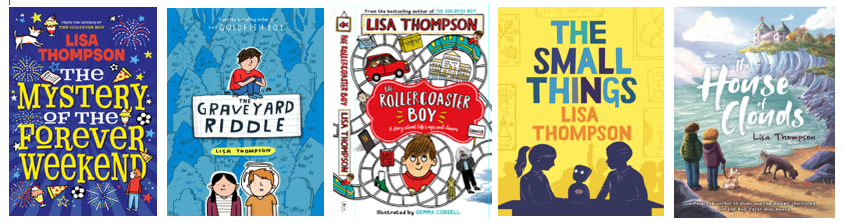 FROM THE AUTHOR OF
THE GOLDFISH BOY
LISA
THOMPSON
THE
MYSTERY
OF THE
FOREVER
WEEKEND
From the bestselling author of
THE GOLDFISH BOY
THE
GRAVEYARD
RIDDLE
LISA THOMPSON
From the bestselling author of THE GOLDFISH BOY
LISA THOMPSON
THE
ROLLERCOASTER
BOY
A story about life's ups and downs
Illustrated by GEMMA CORRELL
THE ROLLERCOASTER BOY
LISA THOMPSON
THE
SMALL
THINGS
LISA
THOMPSON
The
House
of
Clouds
Lisa Thompson